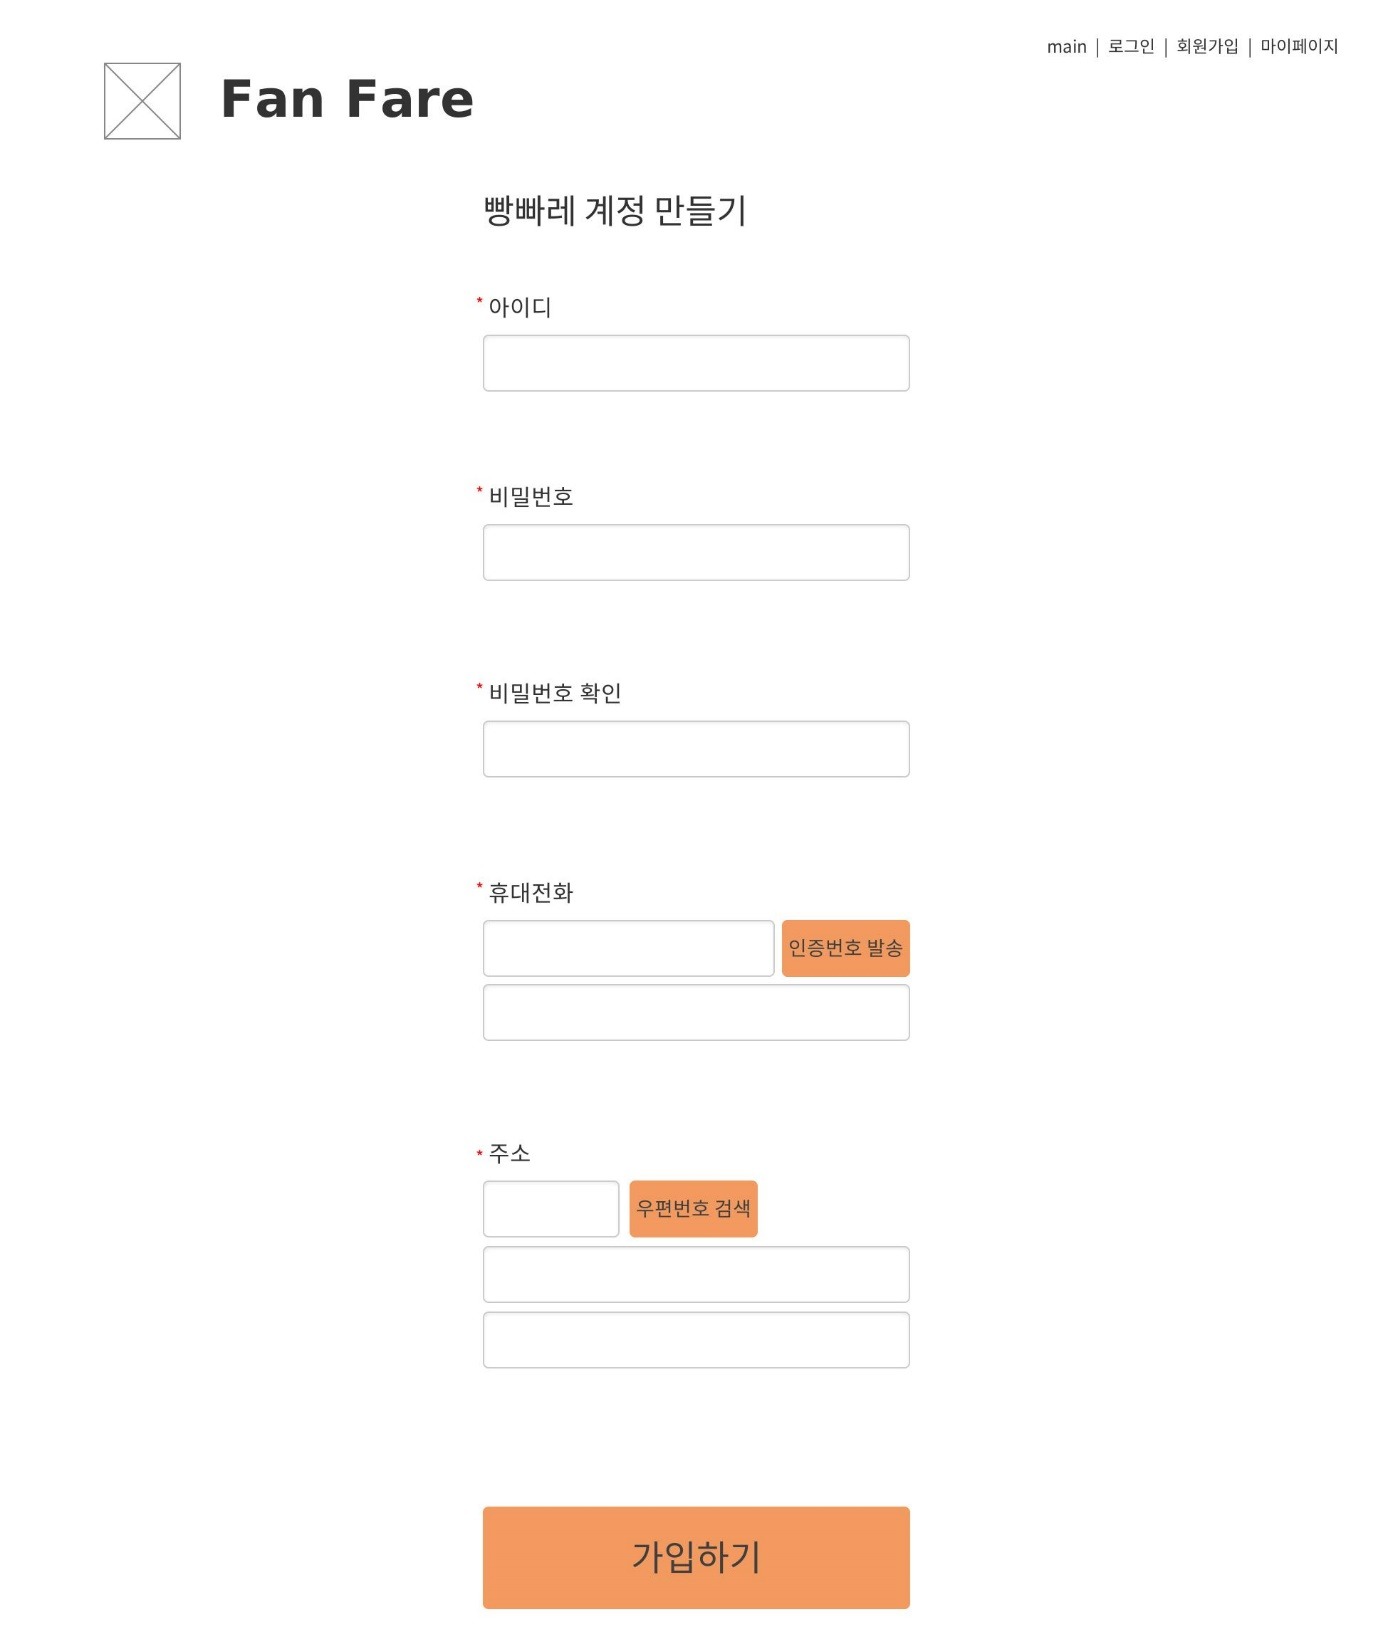 main | 로그인 | 회원가입 | 마이페이지
Fan Fare
빵빠레 계정 만들기
* 아이디
* 비밀번호
* 비밀번호 확인
* 휴대전화
인증번호 발송
* 주소
우편번호 검색
가입하기